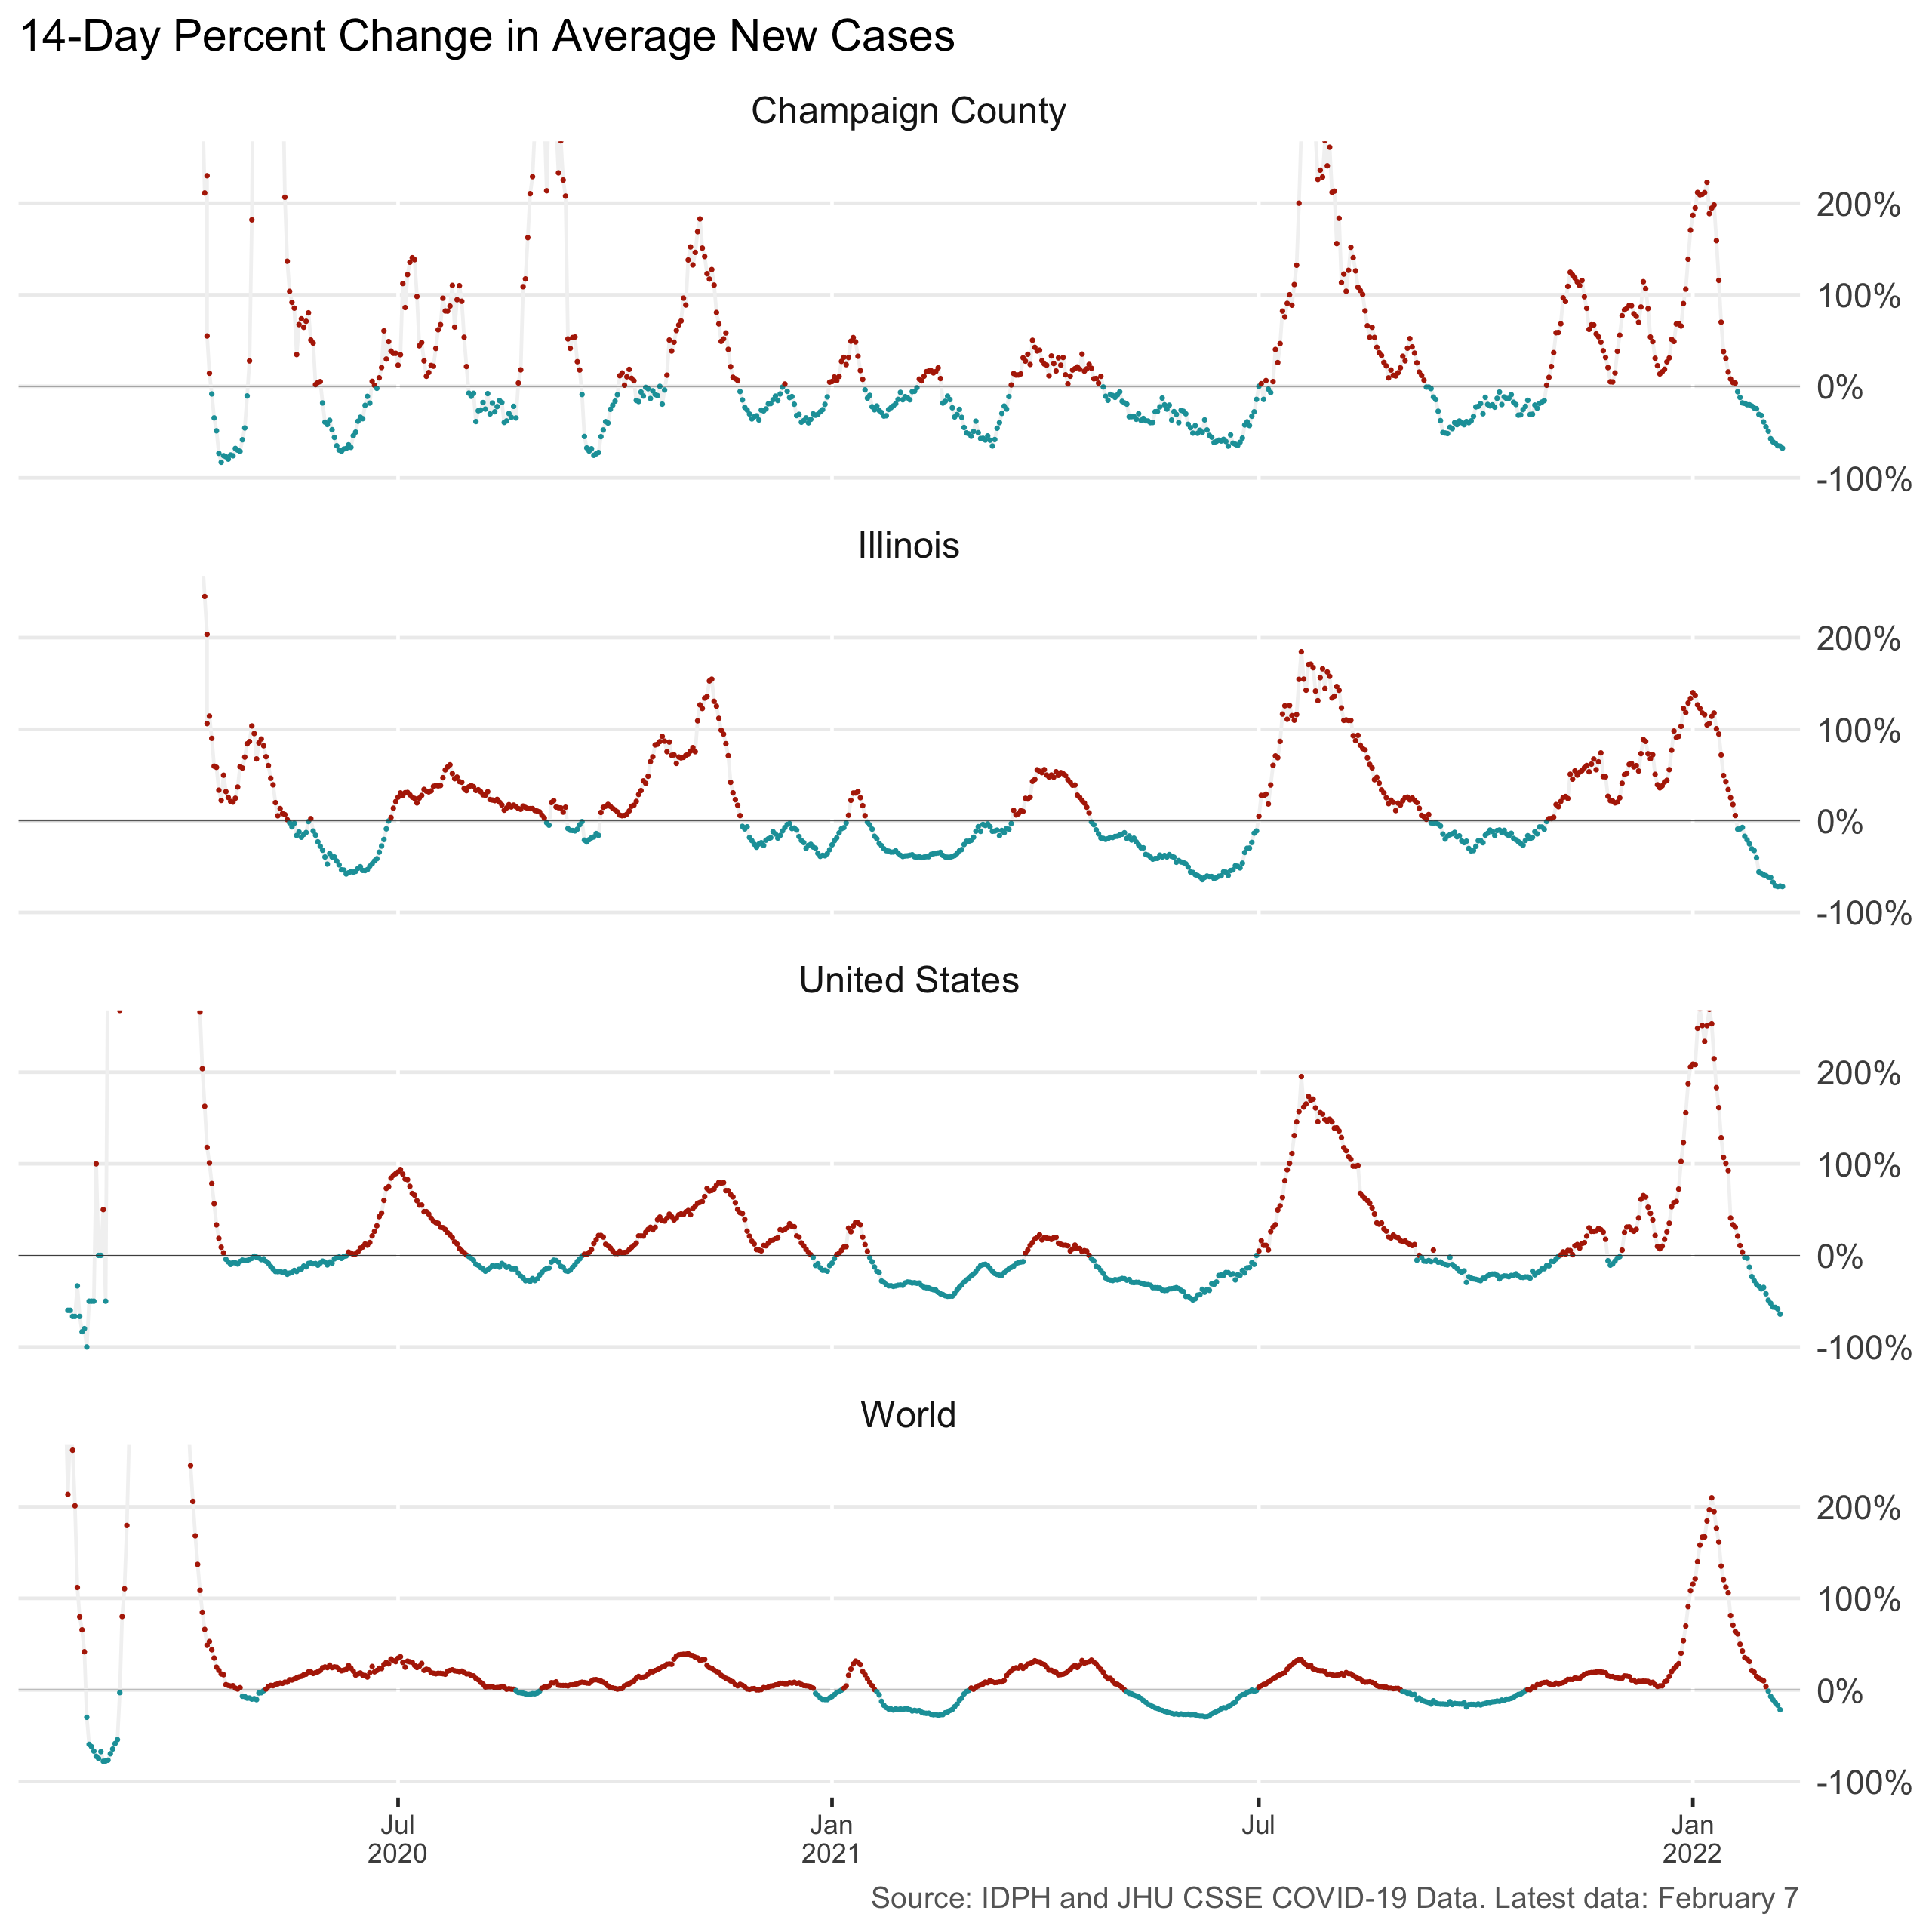 14-Day Percent Change in Average New Cases
Champaign County
200%
100%
0%
-100%
Illinois
200%
100%
0%
-100%
United States
200%
100%
0%
-100%
World
200%
100%
0%
-100%
Jul Jan Jul Jan
2020 2021 2022
Source: IDPH and JHU CSSE COVID-19 Data. Latest data: February 7